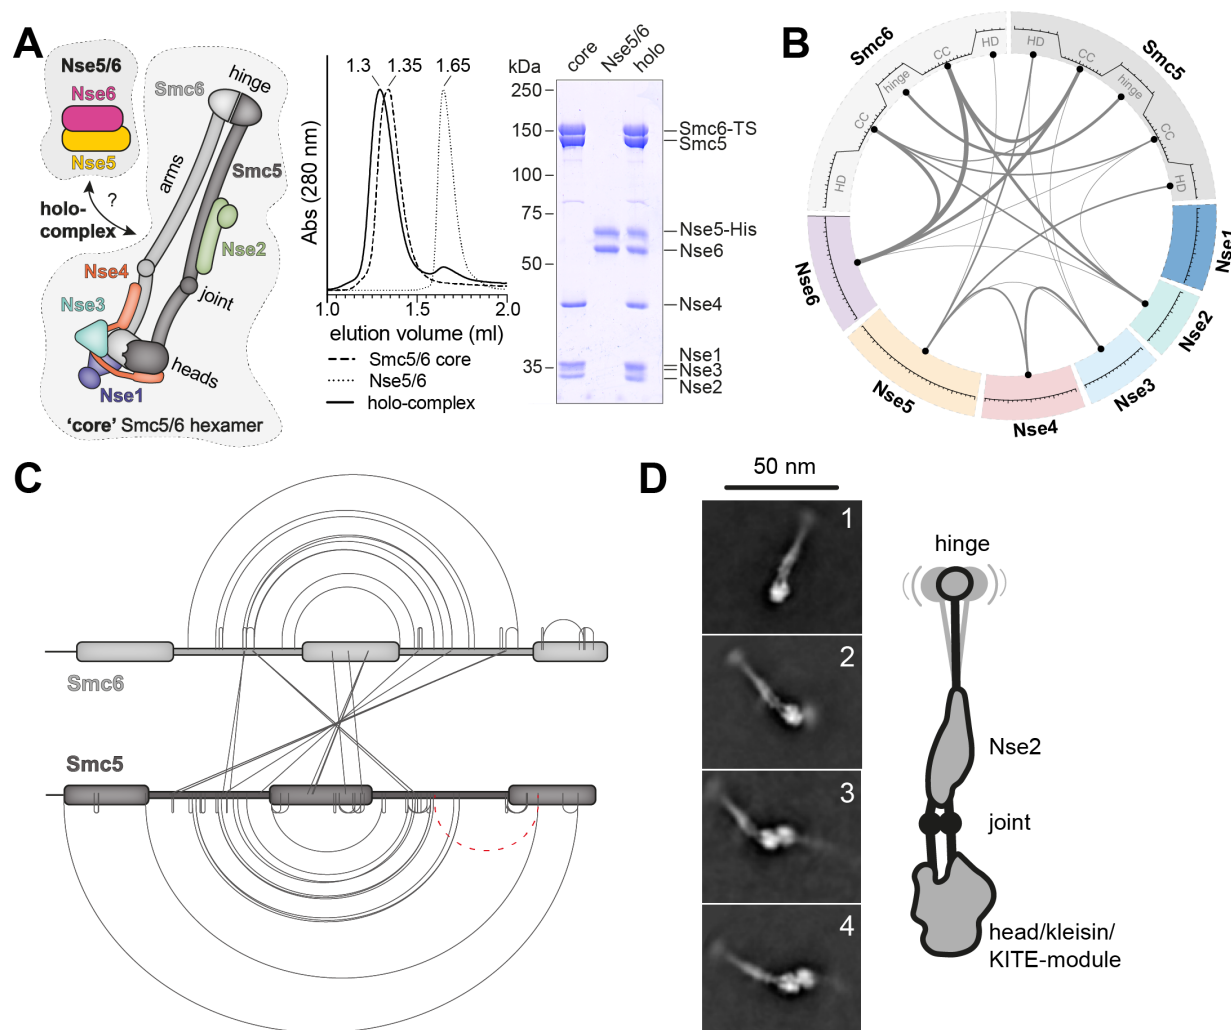 A
Nse5/6
Nse6
Nse5
?
holo-
complex
Smc6
hinge
arms
Smc5
Nse2
Nse4
joint
Nse3
heads
Nse1
'core' Smc5/6 hexamer
1.3
1.35
1.65
Abs (280 nm)
1.0
1.5
2.0
elution volume (ml)
Smc5/6 core
Nse5/6
holo-complex
core
Nse5/6
holo
kDa
250
150
100
75
50
35
Smc6-TS
Smc5
Nse5-His
Nse6
Nse4
Nse1
Nse3
Nse2
B
Smc6
Smc5
HD
CC
hinge
CC
HD
HD
CC
hinge
CC
HD
Nse1
Nse2
Nse3
Nse4
Nse5
Nse6
C
Smc6
Smc5
D
50 nm
1
2
3
4
hinge
Nse2
joint
head/kleisin/
KITE-module